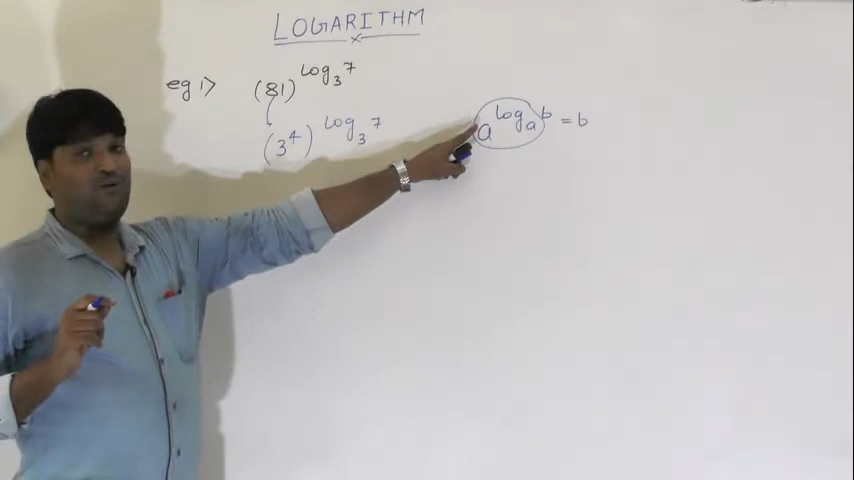 LOGARITHM
eg 1> (81)^log_3 7
(3^4)^log_3 7
a^log_a b = b